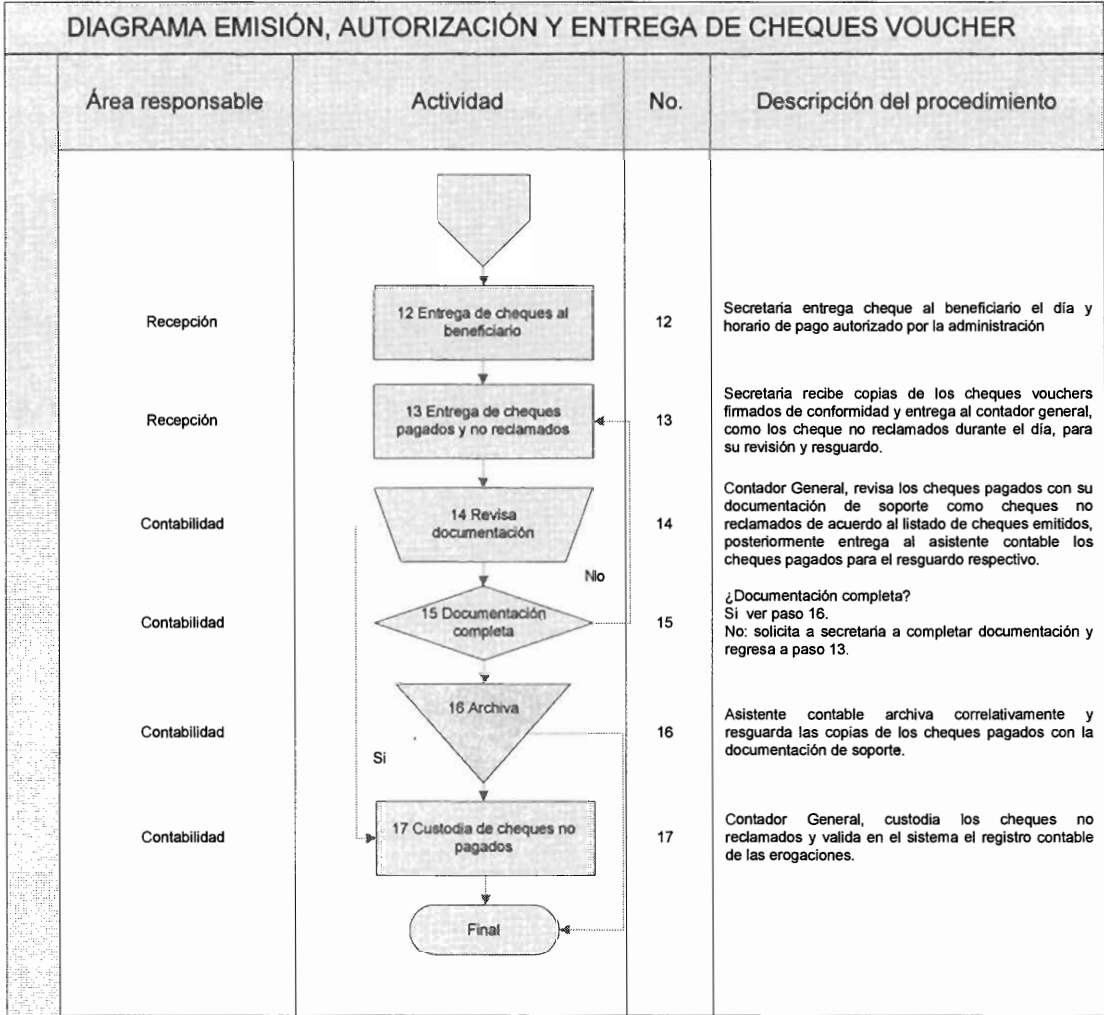 DIAGRAMA EMISIÓN, AUTORIZACIÓN Y ENTREGA DE CHEQUES VOUCHER
Área responsable
Actividad
No.
Descripción del procedimiento
Recepción
12 Entrega de cheques al
beneficiario
12
Secretaria entrega cheque al beneficiario el día y
horario de pago autorizado por la administración
Recepción
13 Entrega de cheques
pagados y no reclamados
13
Secretaria recibe copias de los cheques vouchers
firmados de conformidad y entrega al contador general,
como los cheque no reclamados durante el día, para
su revisión y resguardo.
Contabilidad
14 Revisa
documentación
14
Contador General, revisa los cheques pagados con su
documentación de soporte como cheques no
reclamados de acuerdo al listado de cheques emitidos,
posteriormente entrega al asistente contable los
cheques pagados para el resguardo respectivo.
No
Contabilidad
15 Documentación
completa
15
¿Documentación completa?
Si ver paso 16.
No: solicita a secretaria a completar documentación y
regresa a paso 13.
Contabilidad
16 Archiva
16
Asistente contable archiva correlativamente y
resguarda las copias de los cheques pagados con la
documentación de soporte.
Si
Contabilidad
17 Custodia de cheques no
pagados
17
Contador General, custodia los cheques no
reclamados y valida en el sistema el registro contable
de las erogaciones.
Final